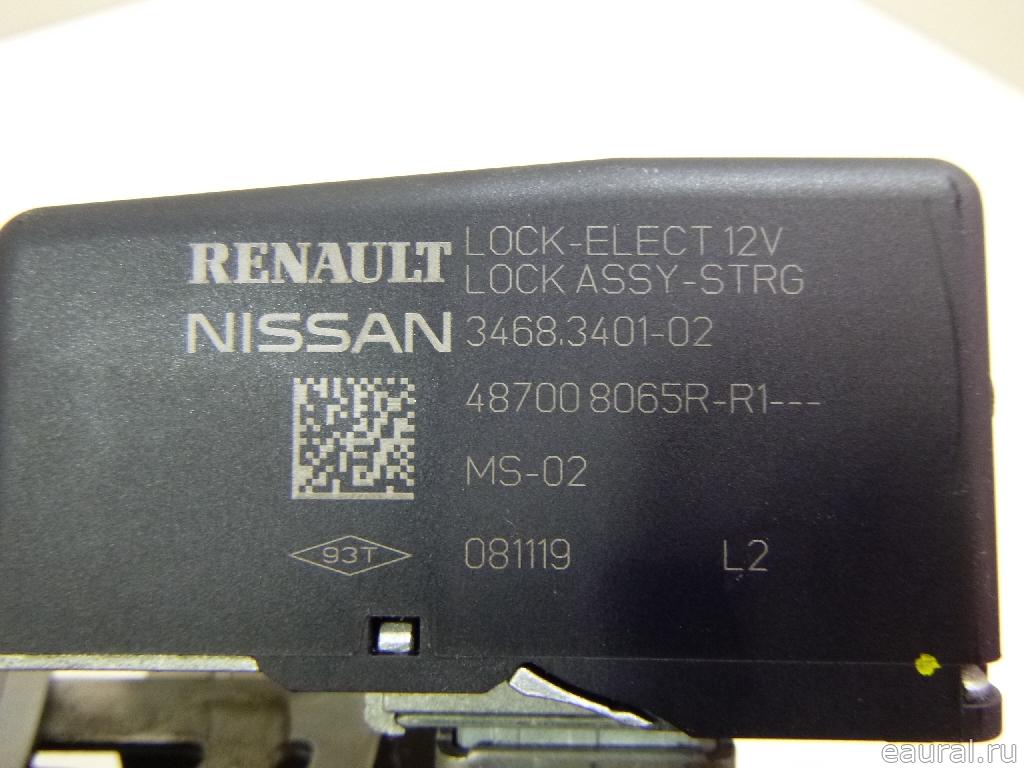 RENAULT LOCK-ELECT 12V
LOCK ASSY-STRG
NISSAN 3468.3401-02
48700 8065R-R1---
MS-02
93T 081119 L2
eaural.ru